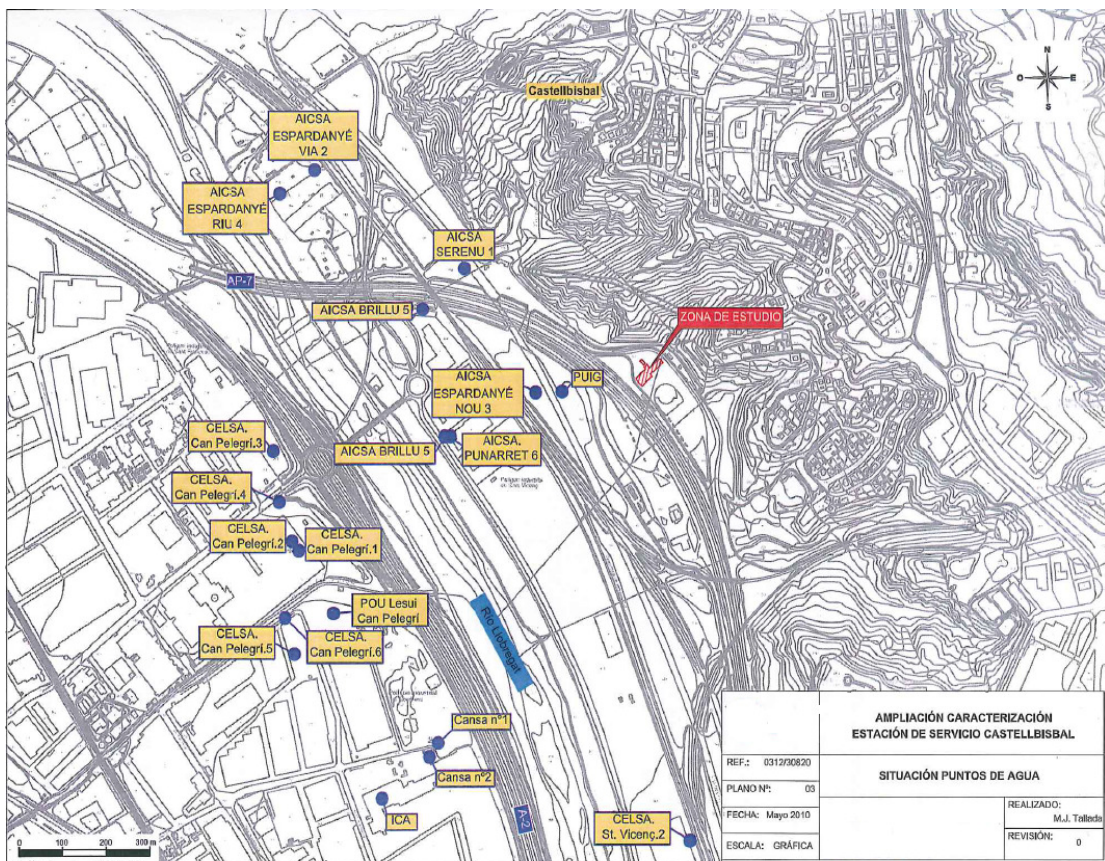 Castellbisbal
N
O
E
S
AICSA
ESPARDANYÉ
VIA 2
AICSA
ESPARDANYÉ
RIU 4
AICSA
SERENU 1
AP-7
AICSA BRILLU 5
ZONA DE ESTUDIO
AICSA
ESPARDANYÉ
NOU 3
PUIG
CELSA.
Can Pelegrí.3
AICSA BRILLU 5
AICSA.
PUNARRET 6
CELSA.
Can Pelegrí.4
CELSA.
Can Pelegrí.2
CELSA.
Can Pelegrí.1
POU Lesui
Can Pelegrí
Río Llobregat
CELSA.
Can Pelegrí.5
CELSA.
Can Pelegrí.6
Cansa nº1
Cansa nº2
ICA
A-2
CELSA.
St. Vicenç.2
0 100 200 300 m
AMPLIACIÓN CARACTERIZACIÓN
ESTACIÓN DE SERVICIO CASTELLBISBAL
REF.: 0312/30820
SITUACIÓN PUNTOS DE AGUA
PLANO Nº: 03
FECHA: Mayo 2010
REALIZADO:
M.J. Tallada
ESCALA: GRÁFICA
REVISIÓN:
0